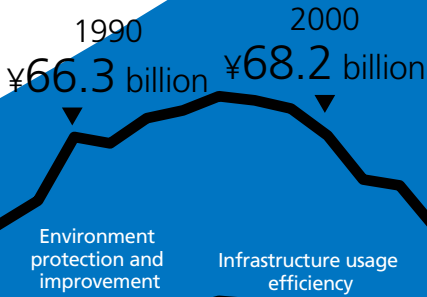 1990
¥66.3 billion
2000
¥68.2 billion
Environment
protection and
improvement
Infrastructure usage
efficiency